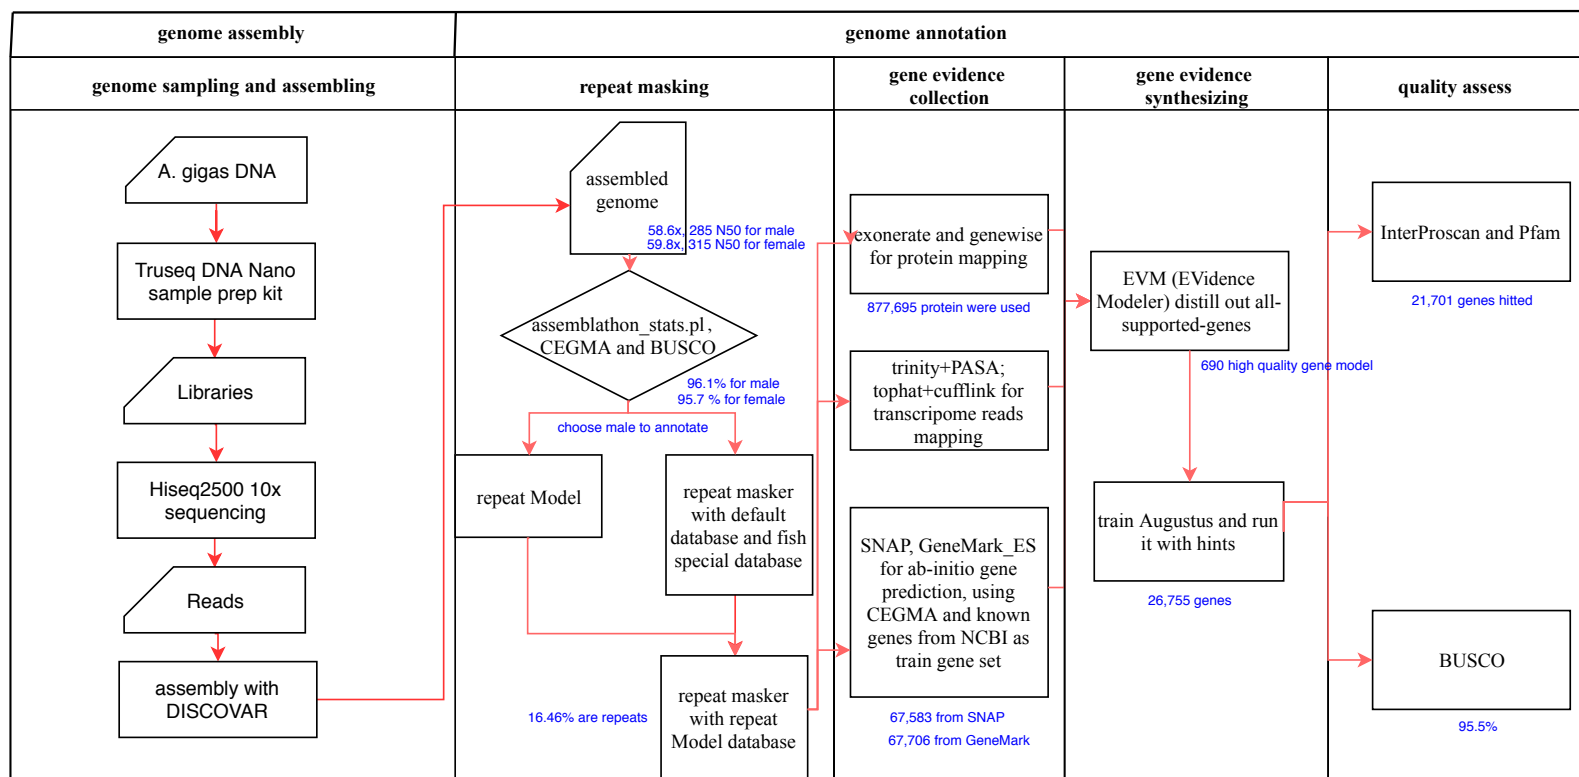 genome assembly
genome annotation
genome sampling and assembling
repeat masking
gene evidence
collection
gene evidence
synthesizing
quality assess
A. gigas DNA
Truseq DNA Nano
sample prep kit
Libraries
Hiseq2500 10x
sequencing
Reads
assembly with
DISCOVAR
assembled
genome
58.6x, 285 N50 for male
59.8x, 315 N50 for female
assemblathon_stats.pl ,
CEGMA and BUSCO
96.1% for male
95.7 % for female
choose male to annotate
repeat Model
repeat masker
with default
database and fish
special database
16.46% are repeats
repeat masker
with repeat
Model database
exonerate and genewise
for protein mapping
877,695 protein were used
trinity+PASA;
tophat+cufflink for
transcripome reads
mapping
SNAP, GeneMark_ES
for ab-initio gene
prediction, using
CEGMA and known
genes from NCBI as
train gene set
67,583 from SNAP
67,706 from GeneMark
EVM (EVidence
Modeler) distill out all-
supported-genes
690 high quality gene model
train Augustus and run
it with hints
26,755 genes
InterProscan and Pfam
21,701 genes hitted
BUSCO
95.5%